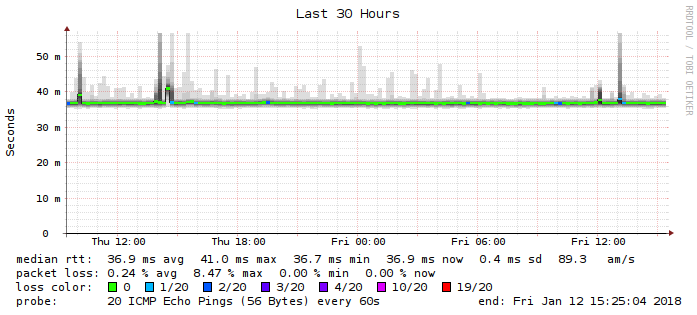 Last 30 Hours
RRDTOOL / TOBI OETIKER
Seconds
50 m
40 m
30 m
20 m
10 m
0
Thu 12:00 Thu 18:00 Fri 00:00 Fri 06:00 Fri 12:00
median rtt: 36.9 ms avg 41.0 ms max 36.7 ms min 36.9 ms now 0.4 ms sd 89.3 am/s
packet loss: 0.24 % avg 8.47 % max 0.00 % min 0.00 % now
loss color: 0 1/20 2/20 3/20 4/20 10/20 19/20
probe: 20 ICMP Echo Pings (56 Bytes) every 60s end: Fri Jan 12 15:25:04 2018